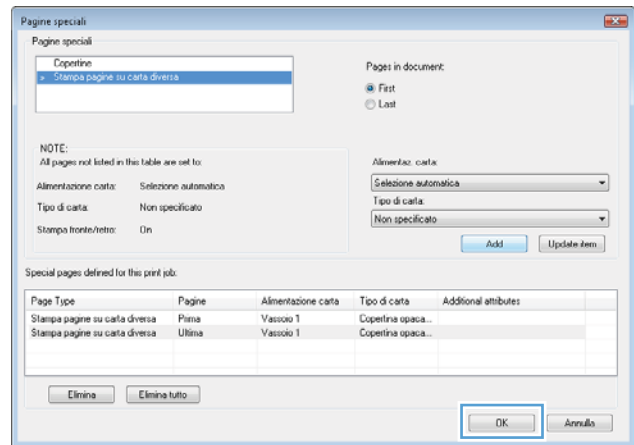 Pagine speciali
Pagine speciali
Copertine
» Stampa pagine su carta diversa
Pages in document:
First
Last
NOTE:
All pages not listed in this table are set to:
Alimentazione carta: Selezione automatica
Tipo di carta: Non specificato
Stampa fronte/retro: On
Alimentaz. carta:
Selezione automatica
Tipo di carta:
Non specificato
Add Update item
Special pages defined for this print job:
Page Type Pagine Alimentazione carta Tipo di carta Additional attributes
Stampa pagine su carta diversa Prima Vassoio 1 Copertina opaca...
Stampa pagine su carta diversa Ultima Vassoio 1 Copertina opaca...
Elimina Elimina tutto
OK Annulla